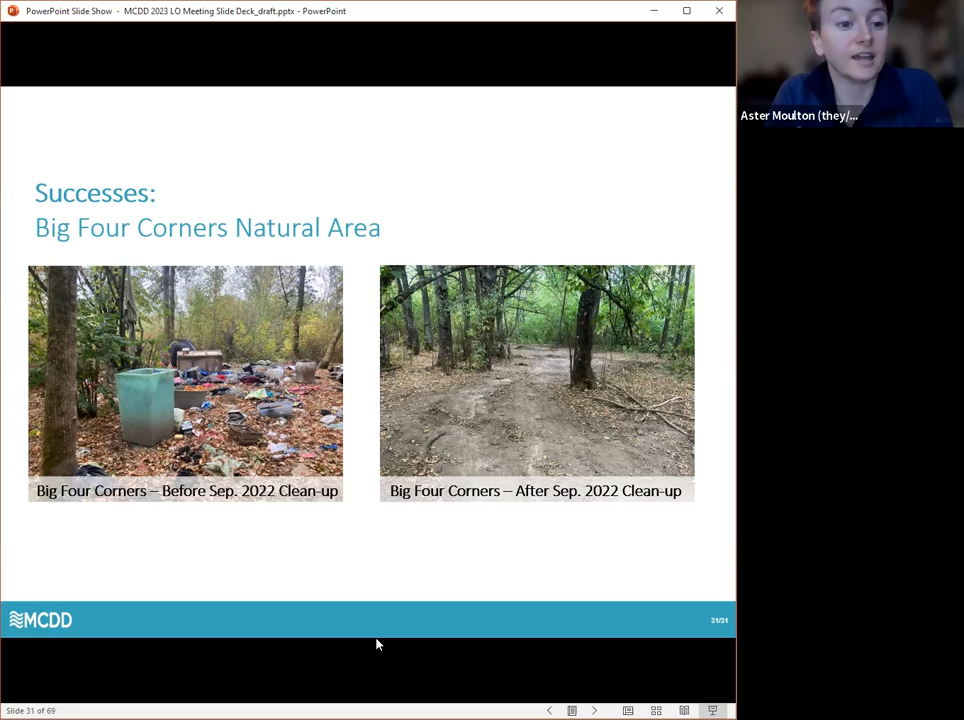 PowerPoint Slide Show - MCDD 2023 LO Meeting Slide Deck_draft.pptx - PowerPoint
Aster Moulton (they/...
Successes:
Big Four Corners Natural Area
Big Four Corners – Before Sep. 2022 Clean-up
Big Four Corners – After Sep. 2022 Clean-up
MCDD
31/31
Slide 31 of 69